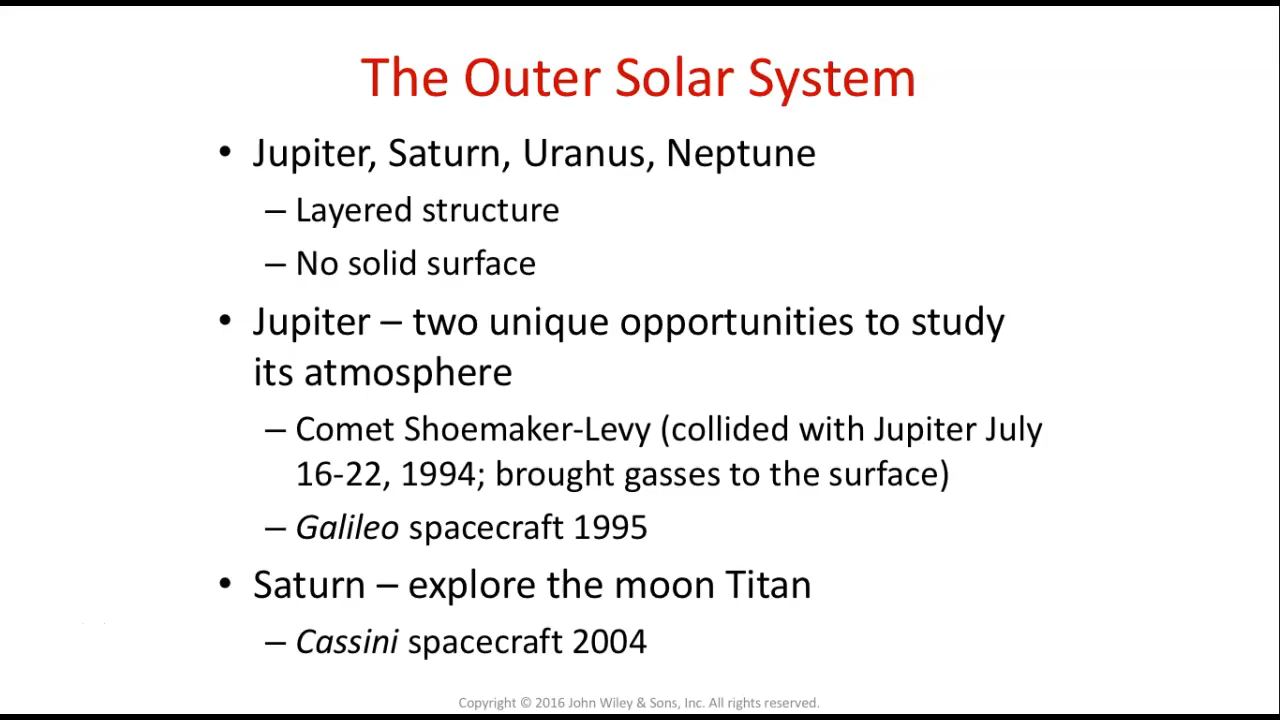 The Outer Solar System
• Jupiter, Saturn, Uranus, Neptune
– Layered structure
– No solid surface
• Jupiter – two unique opportunities to study
its atmosphere
– Comet Shoemaker-Levy (collided with Jupiter July
16-22, 1994; brought gasses to the surface)
– Galileo spacecraft 1995
• Saturn – explore the moon Titan
– Cassini spacecraft 2004
Copyright © 2016 John Wiley & Sons, Inc. All rights reserved.